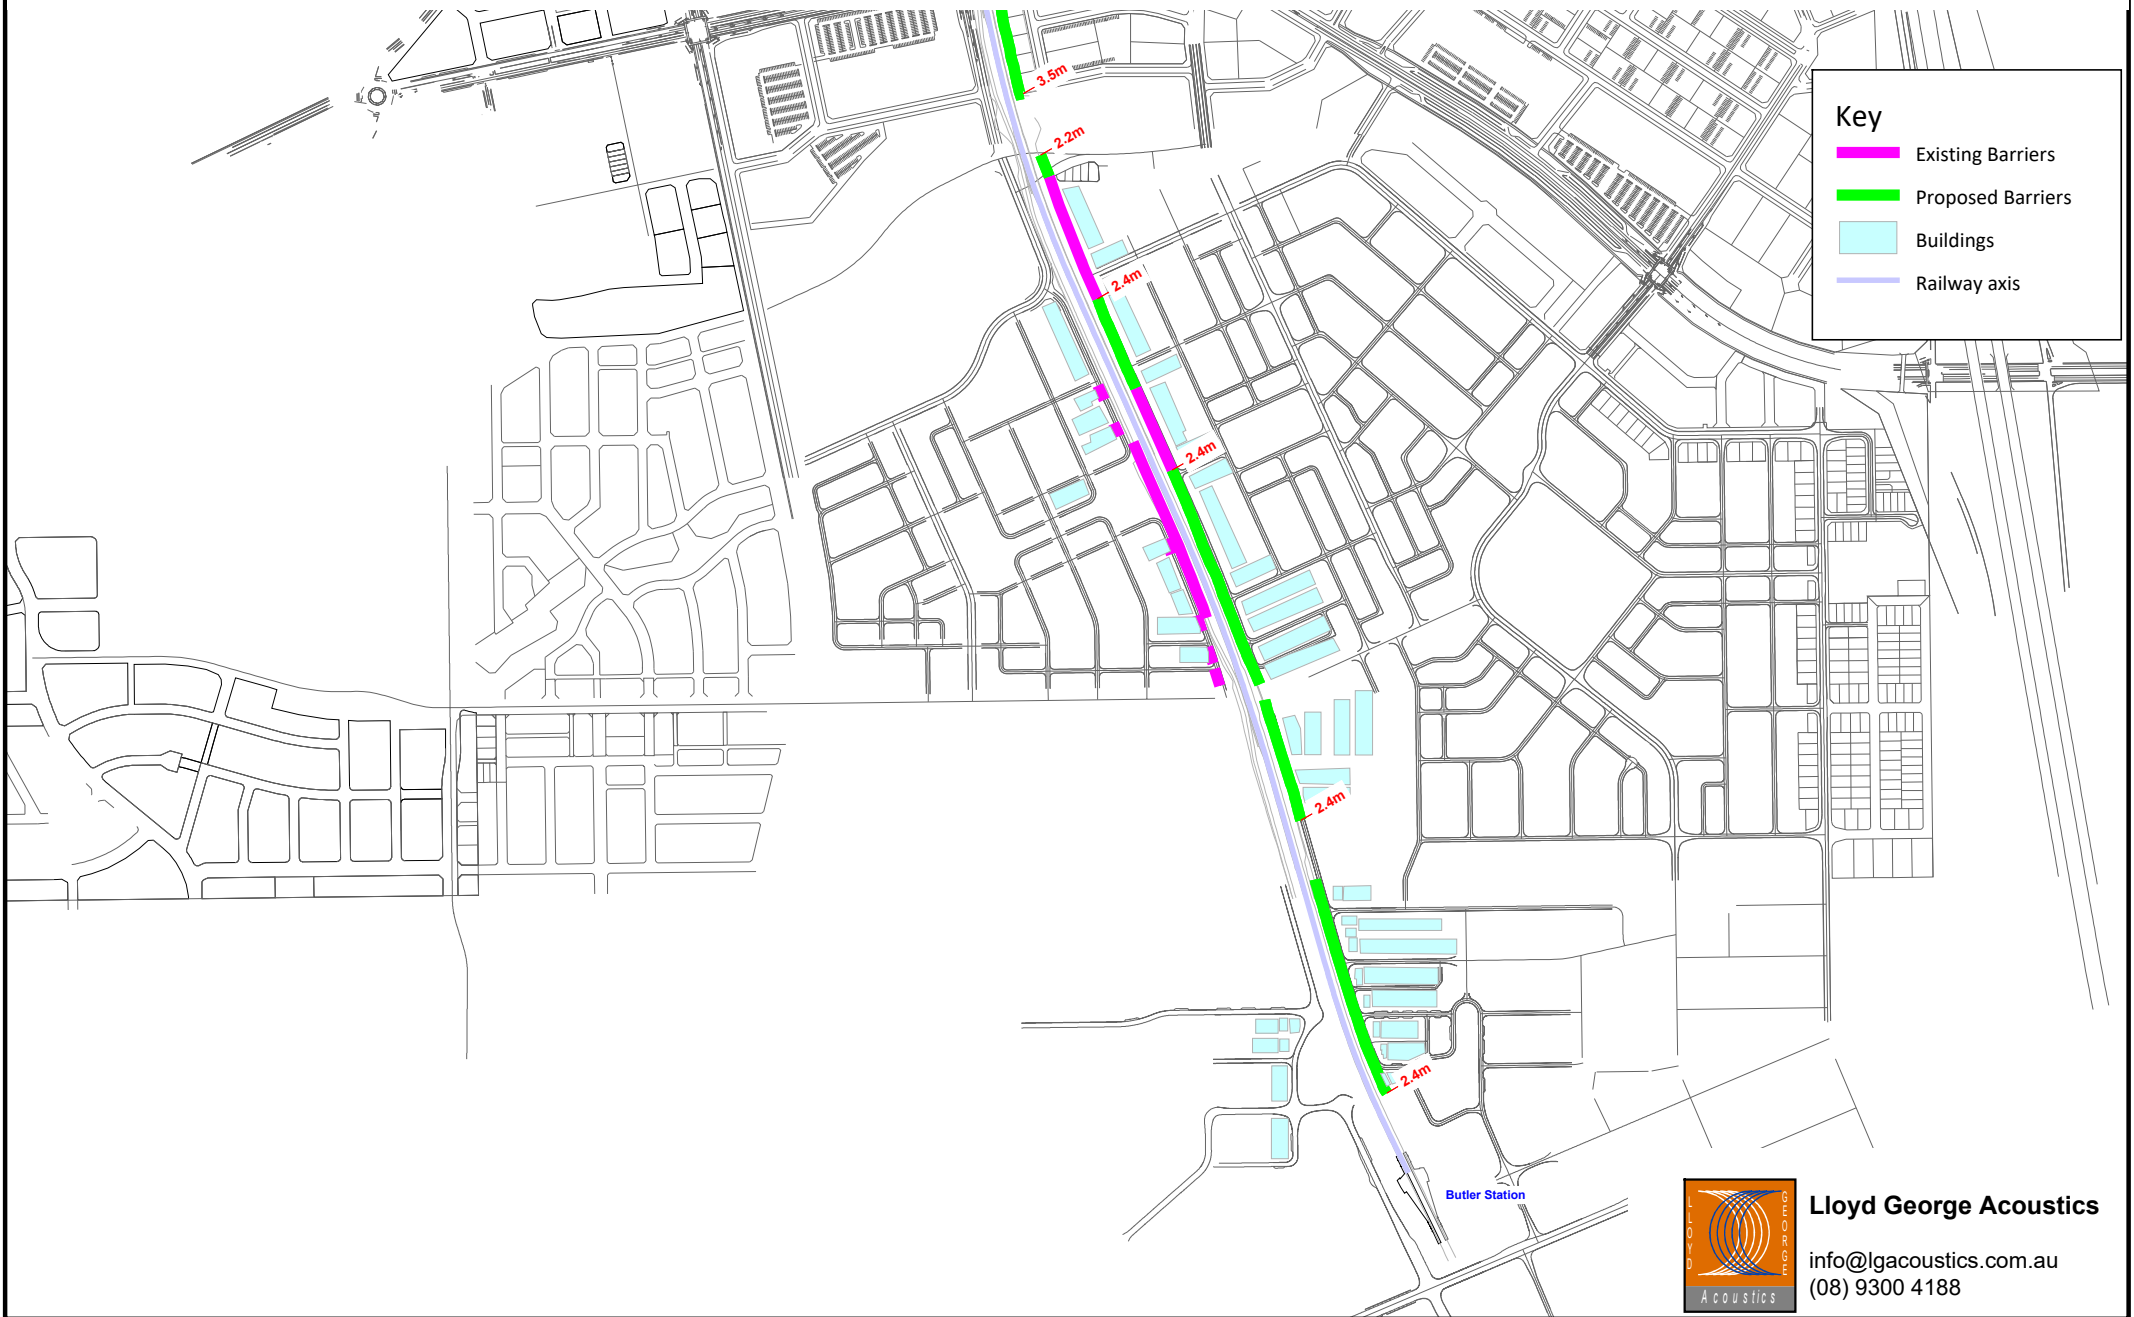 3.5m
2.2m
2.4m
2.4m
2.4m
2.4m
Key
Existing Barriers
Proposed Barriers
Buildings
Railway axis
Butler Station
LLOYD
GEORGE
Acoustics
Lloyd George Acoustics
info@lgacoustics.com.au
(08) 9300 4188